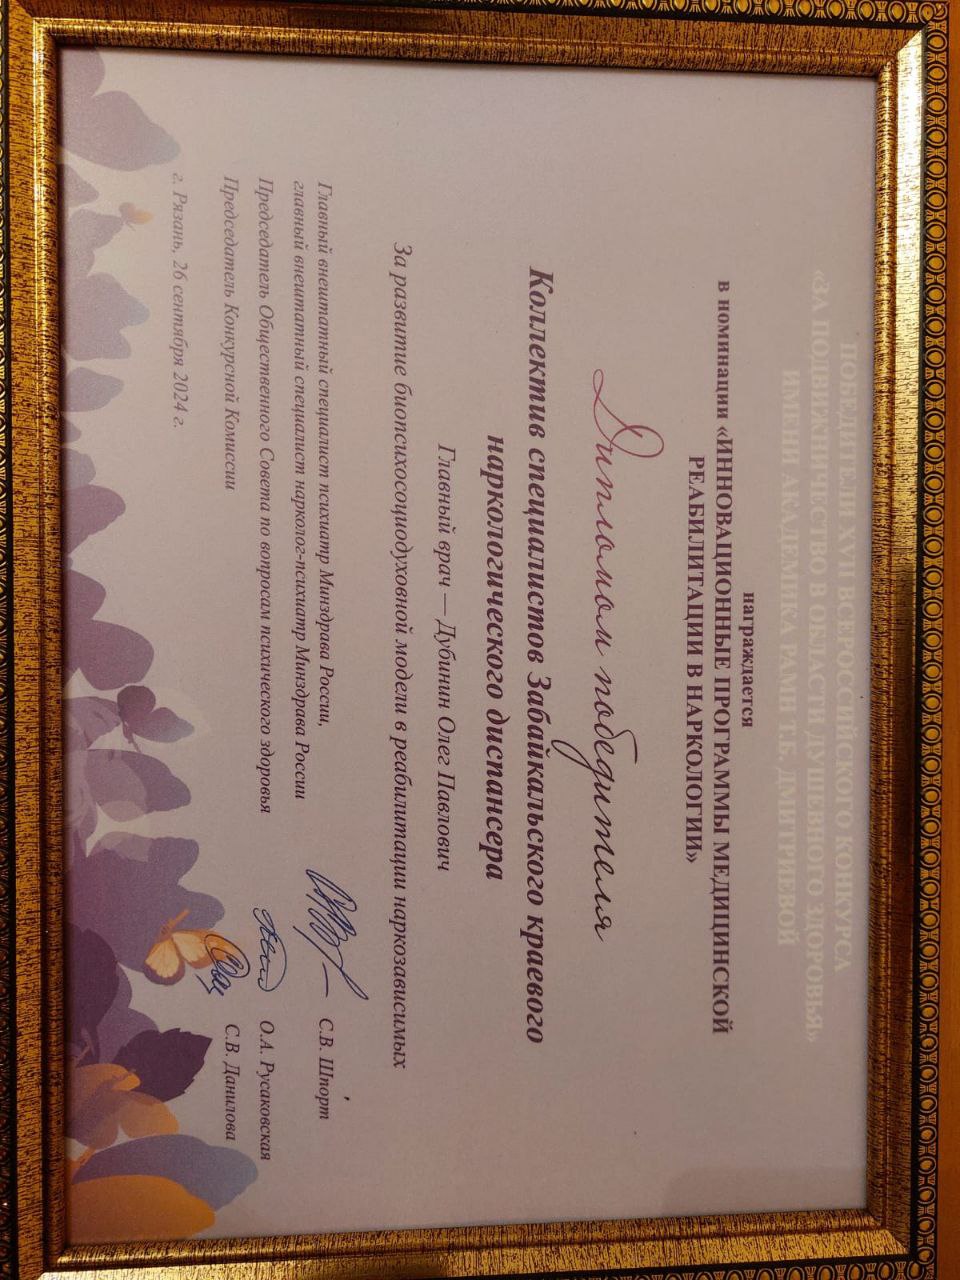 ПОБЕДИТЕЛИ XVII ВСЕРОССИЙСКОГО КОНКУРСА
«ЗА ПОДВИЖНИЧЕСТВО В ОБЛАСТИ ДУШЕВНОГО ЗДОРОВЬЯ»
ИМЕНИ АКАДЕМИКА РАМН Т.Б. ДМИТРИЕВОЙ
награждается
в номинации «ИННОВАЦИОННЫЕ ПРОГРАММЫ МЕДИЦИНСКОЙ
РЕАБИЛИТАЦИИ В НАРКОЛОГИИ»
Дипломом победителя
Коллектив специалистов Забайкальского краевого
наркологического диспансера
Главный врач — Дубинин Олег Павлович
За развитие биопсихосоциодуховной модели в реабилитации наркозависимых
Главный внештатный специалист психиатр Минздрава России,
главный внештатный специалист нарколог-психиатр Минздрава России С.В. Шпорт
Председатель Общественного Совета по вопросам психического здоровья О.А. Русаковская
Председатель Конкурсной Комиссии С.В. Данилова
г. Рязань, 26 сентября 2024 г.